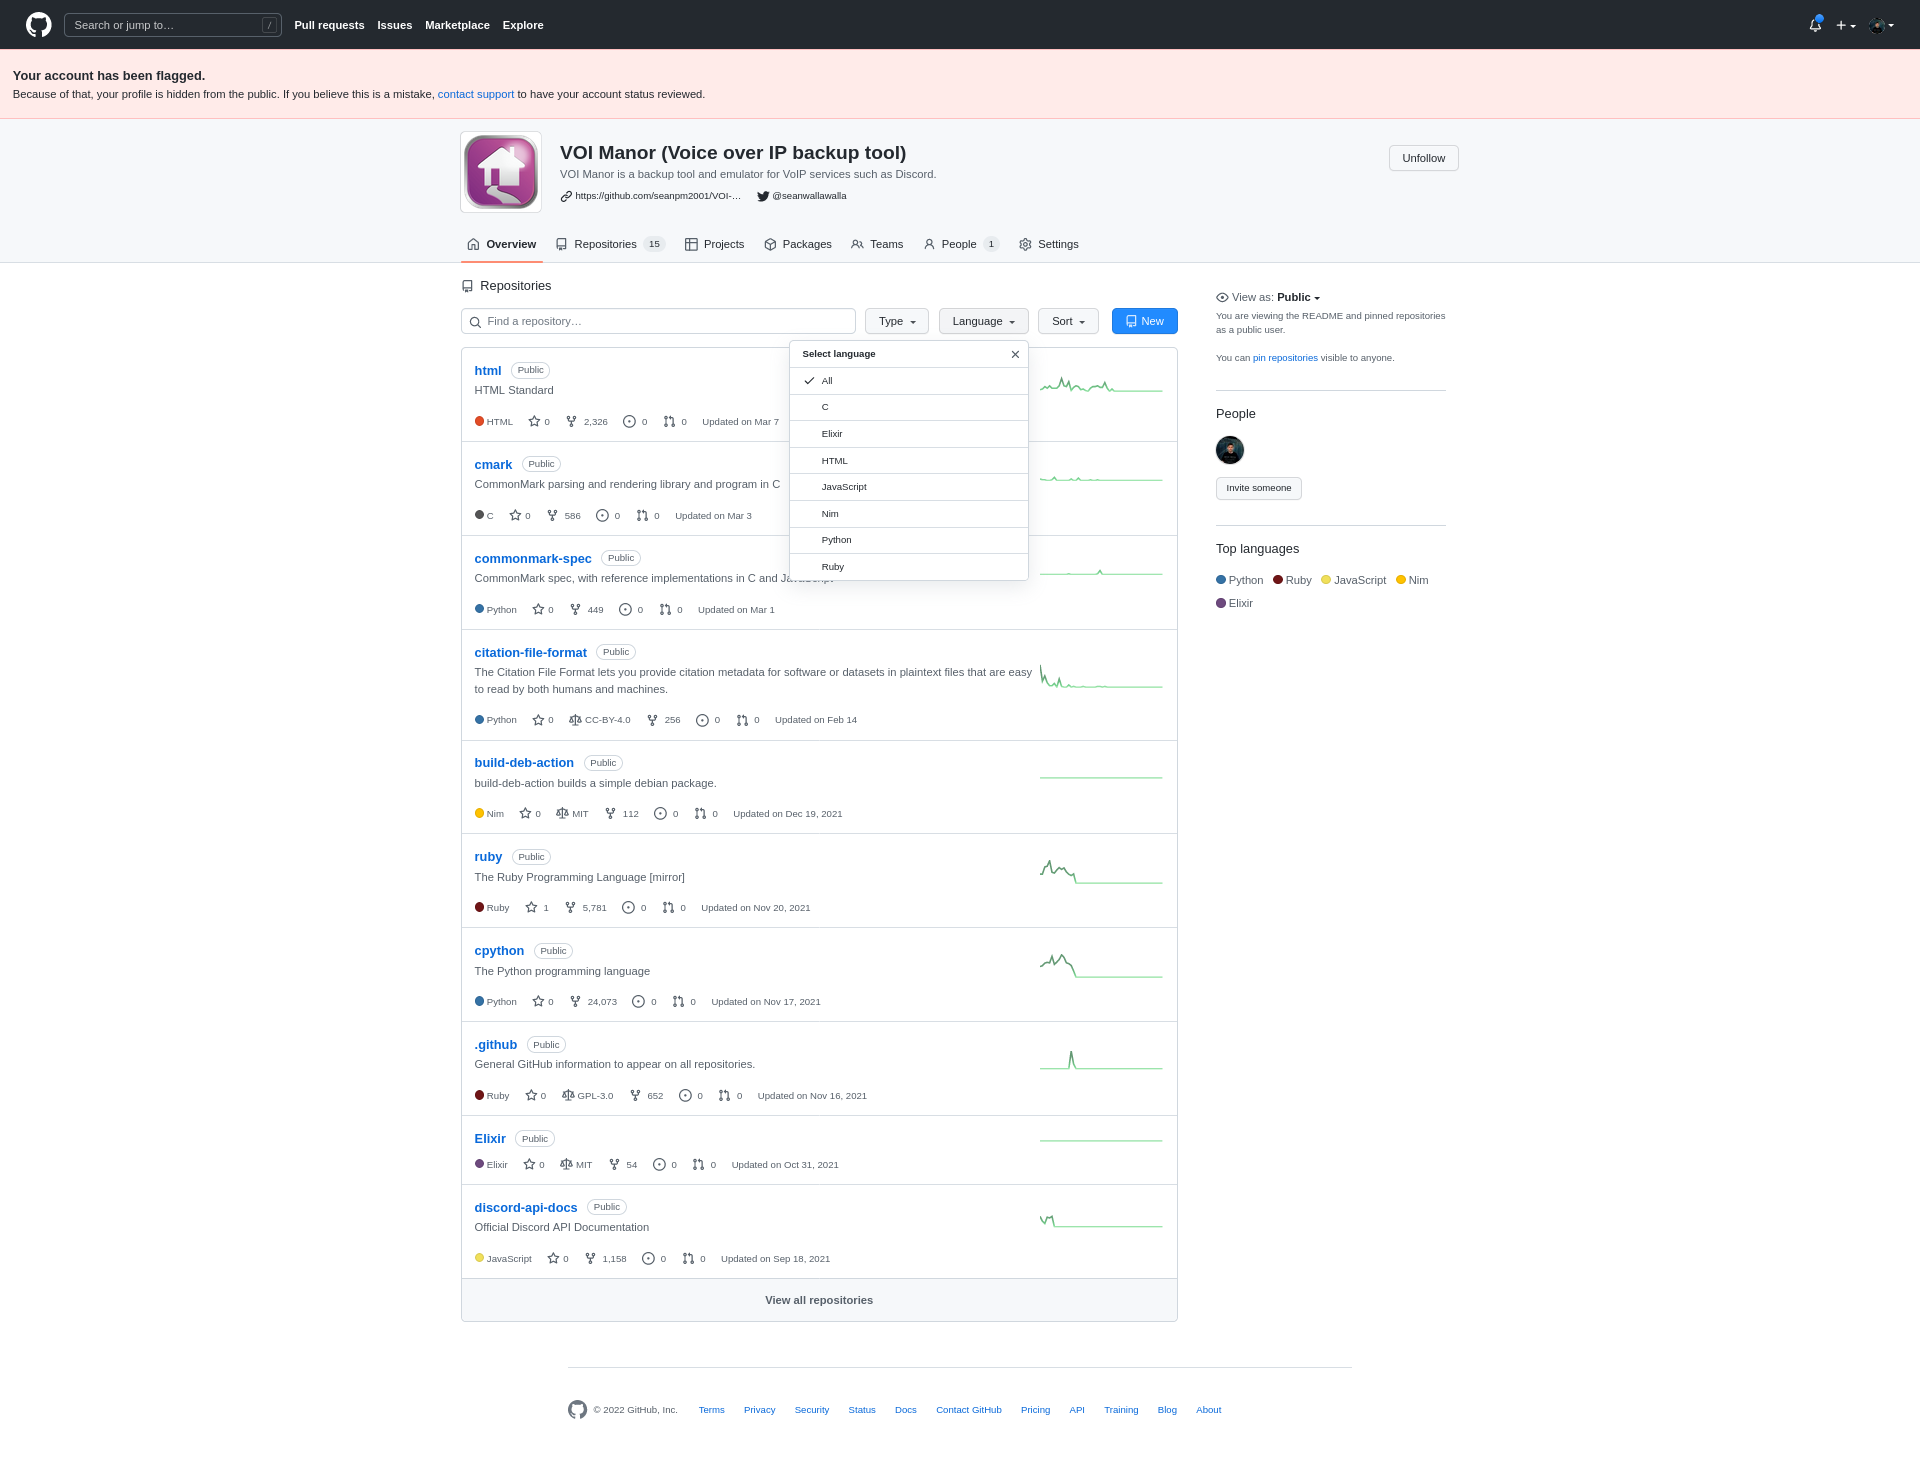 Search or jump to… /
Pull requests Issues Marketplace Explore
Your account has been flagged.
Because of that, your profile is hidden from the public. If you believe this is a mistake, contact support to have your account status reviewed.
VOI Manor (Voice over IP backup tool)
Unfollow
VOI Manor is a backup tool and emulator for VoIP services such as Discord.
https://github.com/seanpm2001/VOI-… @seanwallawalla
Overview Repositories 15 Projects Packages Teams People 1 Settings
Repositories
Find a repository… Type Language Sort New
Select language
All
C
Elixir
HTML
JavaScript
Nim
Python
Ruby
html Public
HTML Standard
HTML 0 2,326 0 0 Updated on Mar 7
cmark Public
CommonMark parsing and rendering library and program in C
C 0 586 0 0 Updated on Mar 3
commonmark-spec Public
CommonMark spec, with reference implementations in C and JavaScript
Python 0 449 0 0 Updated on Mar 1
citation-file-format Public
The Citation File Format lets you provide citation metadata for software or datasets in plaintext files that are easy
to read by both humans and machines.
Python 0 CC-BY-4.0 256 0 0 Updated on Feb 14
build-deb-action Public
build-deb-action builds a simple debian package.
Nim 0 MIT 112 0 0 Updated on Dec 19, 2021
ruby Public
The Ruby Programming Language [mirror]
Ruby 1 5,781 0 0 Updated on Nov 20, 2021
cpython Public
The Python programming language
Python 0 24,073 0 0 Updated on Nov 17, 2021
.github Public
General GitHub information to appear on all repositories.
Ruby 0 GPL-3.0 652 0 0 Updated on Nov 16, 2021
Elixir Public
Elixir 0 MIT 54 0 0 Updated on Oct 31, 2021
discord-api-docs Public
Official Discord API Documentation
JavaScript 0 1,158 0 0 Updated on Sep 18, 2021
View all repositories
View as: Public
You are viewing the README and pinned repositories
as a public user.
You can pin repositories visible to anyone.
People
Invite someone
Top languages
Python Ruby JavaScript Nim
Elixir
© 2022 GitHub, Inc. Terms Privacy Security Status Docs Contact GitHub Pricing API Training Blog About